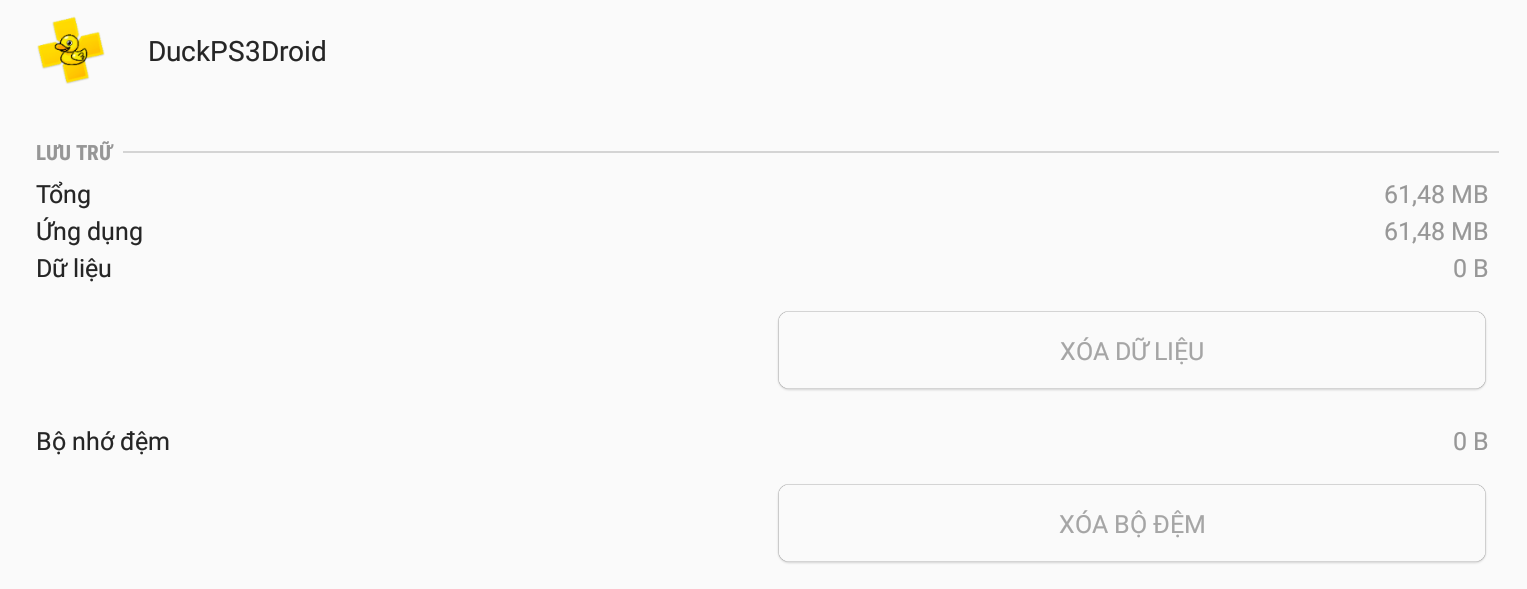 DuckPS3Droid
LƯU TRỮ
Tổng 61,48 MB
Ứng dụng 61,48 MB
Dữ liệu 0 B
XÓA DỮ LIỆU
Bộ nhớ đệm 0 B
XÓA BỘ ĐỆM